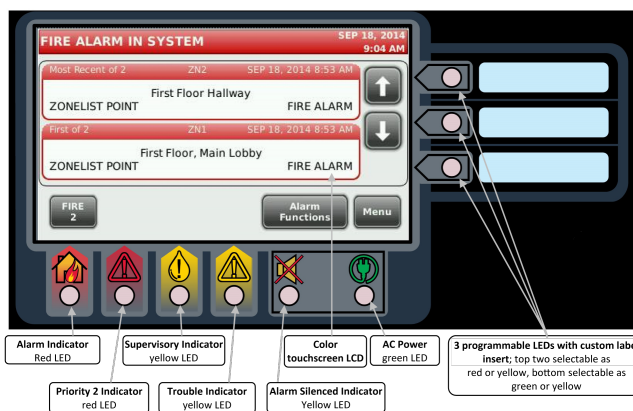 FIRE ALARM IN SYSTEM
SEP 18, 2014
9:04 AM
Most Recent of 2 ZN2 SEP 18, 2014 8:53 AM
First Floor Hallway
ZONELIST POINT FIRE ALARM
First of 2 ZN1 SEP 18, 2014 8:53 AM
First Floor, Main Lobby
ZONELIST POINT FIRE ALARM
FIRE
2
Alarm
Functions
Menu
Alarm Indicator
Red LED
Supervisory Indicator
yellow LED
Color
touchscreen LCD
AC Power
green LED
3 programmable LEDs with custom labe
insert; top two selectable as
red or yellow, bottom selectable as
green or yellow
Priority 2 Indicator
red LED
Trouble Indicator
yellow LED
Alarm Silenced Indicator
Yellow LED